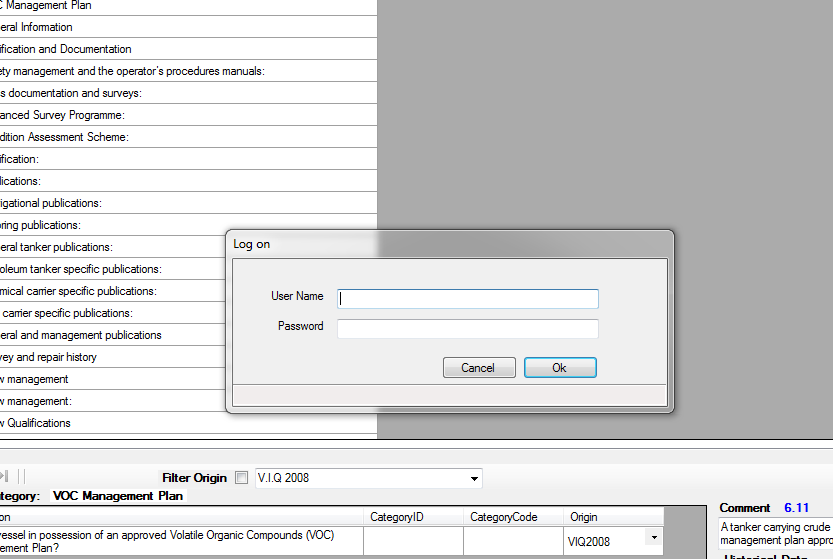 C Management Plan
eral Information
ification and Documentation
ety management and the operator's procedures manuals:
s documentation and surveys:
anced Survey Programme:
dition Assessment Scheme:
ification:
lications:
igational publications:
oring publications:
eral tanker publications:
oleum tanker specific publications:
mical carrier specific publications:
carrier specific publications:
eral and management publications
vey and repair history
w management
w management:
w Qualifications
Log on
User Name
Password
Cancel Ok
Filter Origin V.I.Q 2008
ategory: VOC Management Plan
on CategoryID CategoryCode Origin
vessel in possession of an approved Volatile Organic Compounds (VOC)
ement Plan?
VIQ2008
Comment 6.11
A tanker carrying crude
management plan appro
Historical Data